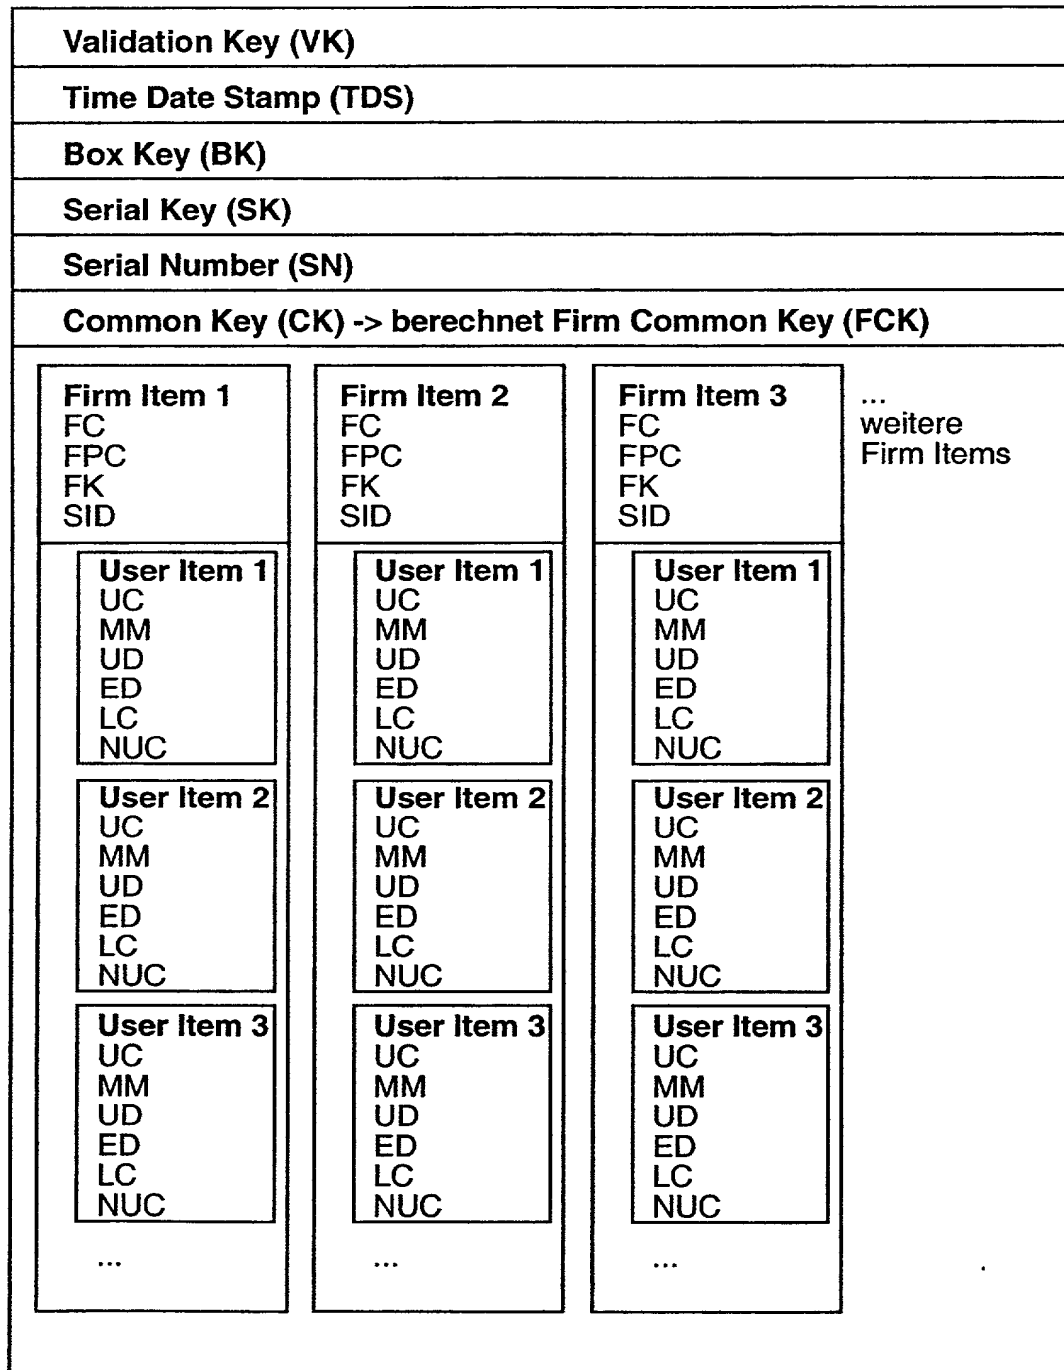 Validation Key (VK)
Time Date Stamp (TDS)
Box Key (BK)
Serial Key (SK)
Serial Number (SN)
Common Key (CK) -> berechnet Firm Common Key (FCK)
Firm Item 1
FC
FPC
FK
SID
User Item 1
UC
MM
UD
ED
LC
NUC
User Item 2
UC
MM
UD
ED
LC
NUC
User Item 3
UC
MM
UD
ED
LC
NUC
...
Firm Item 2
FC
FPC
FK
SID
User Item 1
UC
MM
UD
ED
LC
NUC
User Item 2
UC
MM
UD
ED
LC
NUC
User Item 3
UC
MM
UD
ED
LC
NUC
...
Firm Item 3
FC
FPC
FK
SID
User Item 1
UC
MM
UD
ED
LC
NUC
User Item 2
UC
MM
UD
ED
LC
NUC
User Item 3
UC
MM
UD
ED
LC
NUC
...
...
weitere
Firm Items